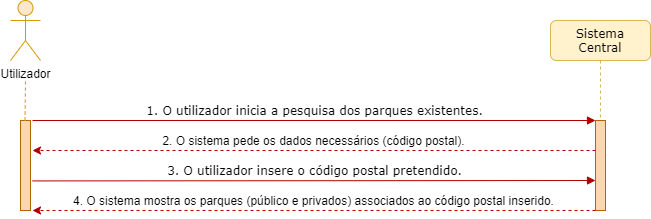 Sistema
Central
Utilizador
1. O utilizador inicia a pesquisa dos parques existentes.
2. O sistema pede os dados necessários (código postal).
3. O utilizador insere o código postal pretendido.
4. O sistema mostra os parques (público e privados) associados ao código postal inserido.